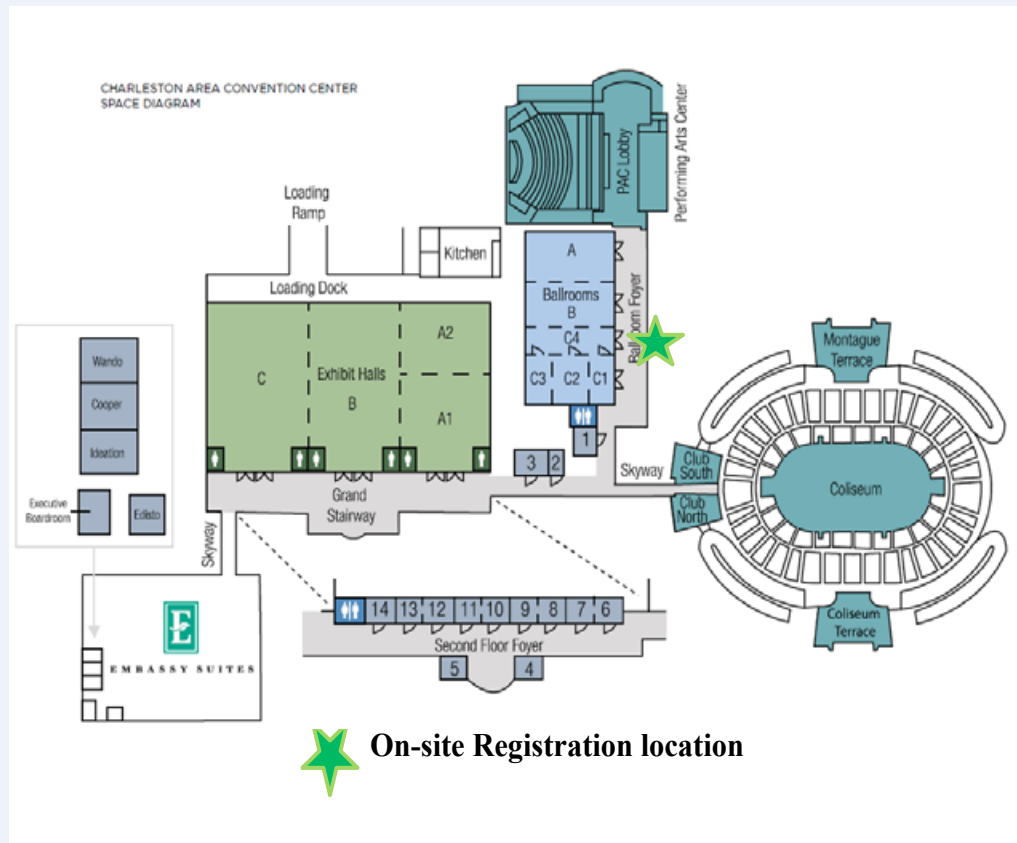 CHARLESTON AREA CONVENTION CENTER
SPACE DIAGRAM
PAC Lobby
Performing Arts Center
Loading
Ramp
Kitchen
Loading Dock
A
Ballrooms
B
C4
C3
C2
C1
Ballroom Foyer
1
2
3
C
Exhibit Halls
B
A2
A1
Grand
Stairway
Skyway
Skyway
Montague
Terrace
Club
South
Club
North
Coliseum
Coliseum
Terrace
Wando
Cooper
Ideation
Executive
Boardroom
Edisto
E
EMBASSY SUITES
14
13
12
11
10
9
8
7
6
Second Floor Foyer
5
4
On-site Registration location